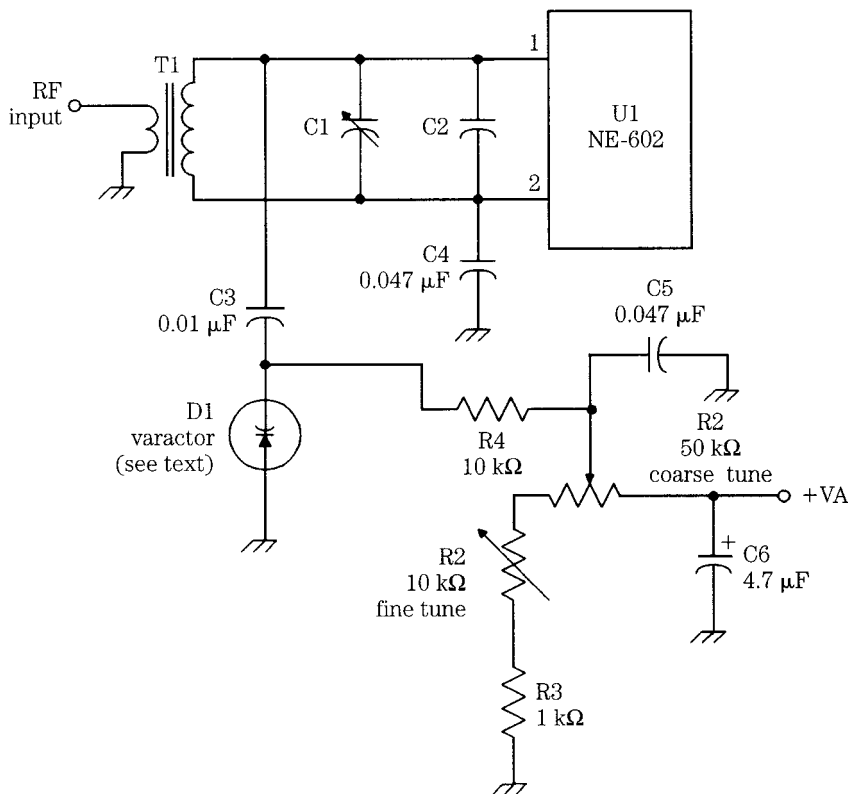 T1
RF
input
C1
C2
1
2
U1
NE-602
C4
0.047 μF
C3
0.01 μF
C5
0.047 μF
D1
varactor
(see text)
R4
10 kΩ
R2
50 kΩ
coarse tune
+VA
R2
10 kΩ
fine tune
+
C6
4.7 μF
R3
1 kΩ